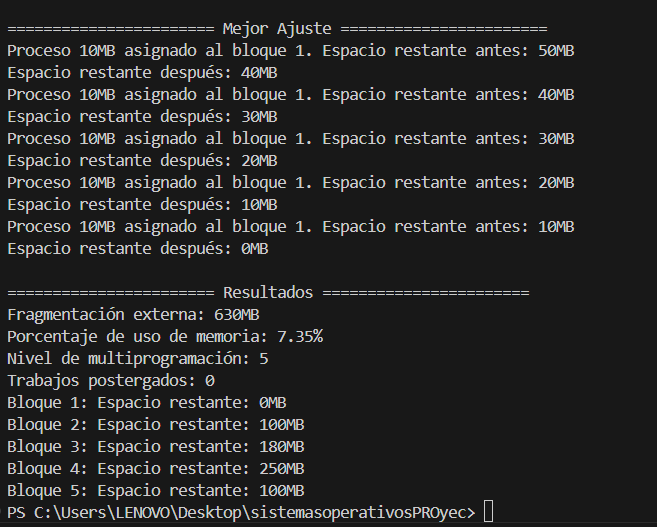 ======================= Mejor Ajuste =======================
Proceso 10MB asignado al bloque 1. Espacio restante antes: 50MB
Espacio restante después: 40MB
Proceso 10MB asignado al bloque 1. Espacio restante antes: 40MB
Espacio restante después: 30MB
Proceso 10MB asignado al bloque 1. Espacio restante antes: 30MB
Espacio restante después: 20MB
Proceso 10MB asignado al bloque 1. Espacio restante antes: 20MB
Espacio restante después: 10MB
Proceso 10MB asignado al bloque 1. Espacio restante antes: 10MB
Espacio restante después: 0MB
======================= Resultados =======================
Fragmentación externa: 630MB
Porcentaje de uso de memoria: 7.35%
Nivel de multiprogramación: 5
Trabajos postergados: 0
Bloque 1: Espacio restante: 0MB
Bloque 2: Espacio restante: 100MB
Bloque 3: Espacio restante: 180MB
Bloque 4: Espacio restante: 250MB
Bloque 5: Espacio restante: 100MB
PS C:\Users\LENOVO\Desktop\sistemasoperativosPROyec>